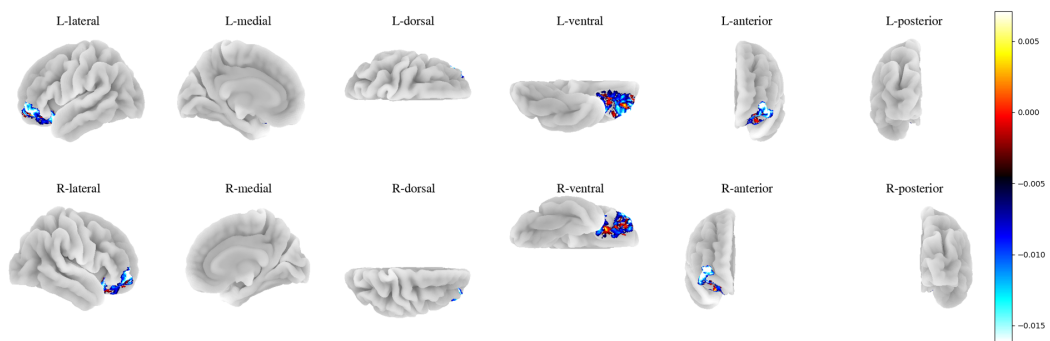 L-lateral
L-medial
L-dorsal
L-ventral
L-anterior
L-posterior
R-lateral
R-medial
R-dorsal
R-ventral
R-anterior
R-posterior
0.005
0.000
−0.005
−0.010
−0.015